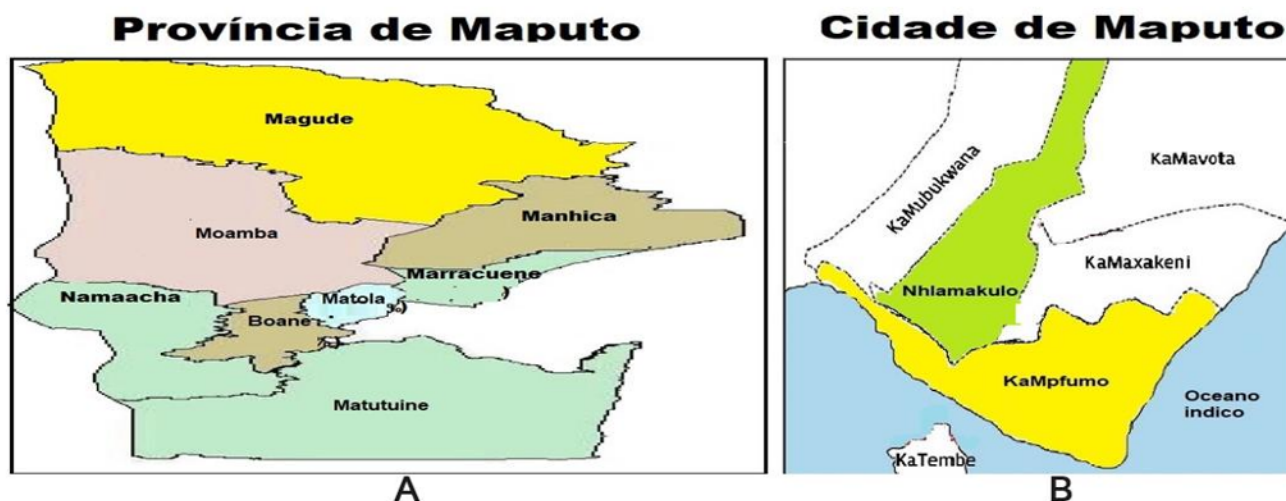 Província de Maputo
Magude
Manhica
Moamba
Marracuene
Namaacha
Matola
Boane
Matutuine
A
Cidade de Maputo
KaMubukwana
KaMavota
KaMaxakeni
Nhlamakulo
KaMpfumo
Oceano
indico
KaTembe
B